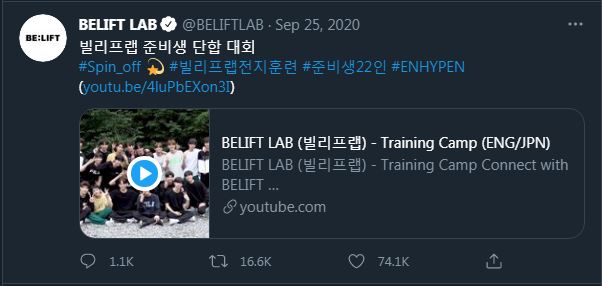 BE:LIFT
BELIFT LAB @BELIFTLAB · Sep 25, 2020
빌리프랩 준비생 단합 대회
#Spin_off 💫 #빌리프랩전지훈련 #준비생22인 #ENHYPEN
(youtu.be/4luPbEXon3I)
BELIFT LAB (빌리프랩) - Training Camp (ENG/JPN)
BELIFT LAB (빌리프랩) - Training Camp Connect with
BELIFT ...
youtube.com
1.1K 16.6K 74.1K